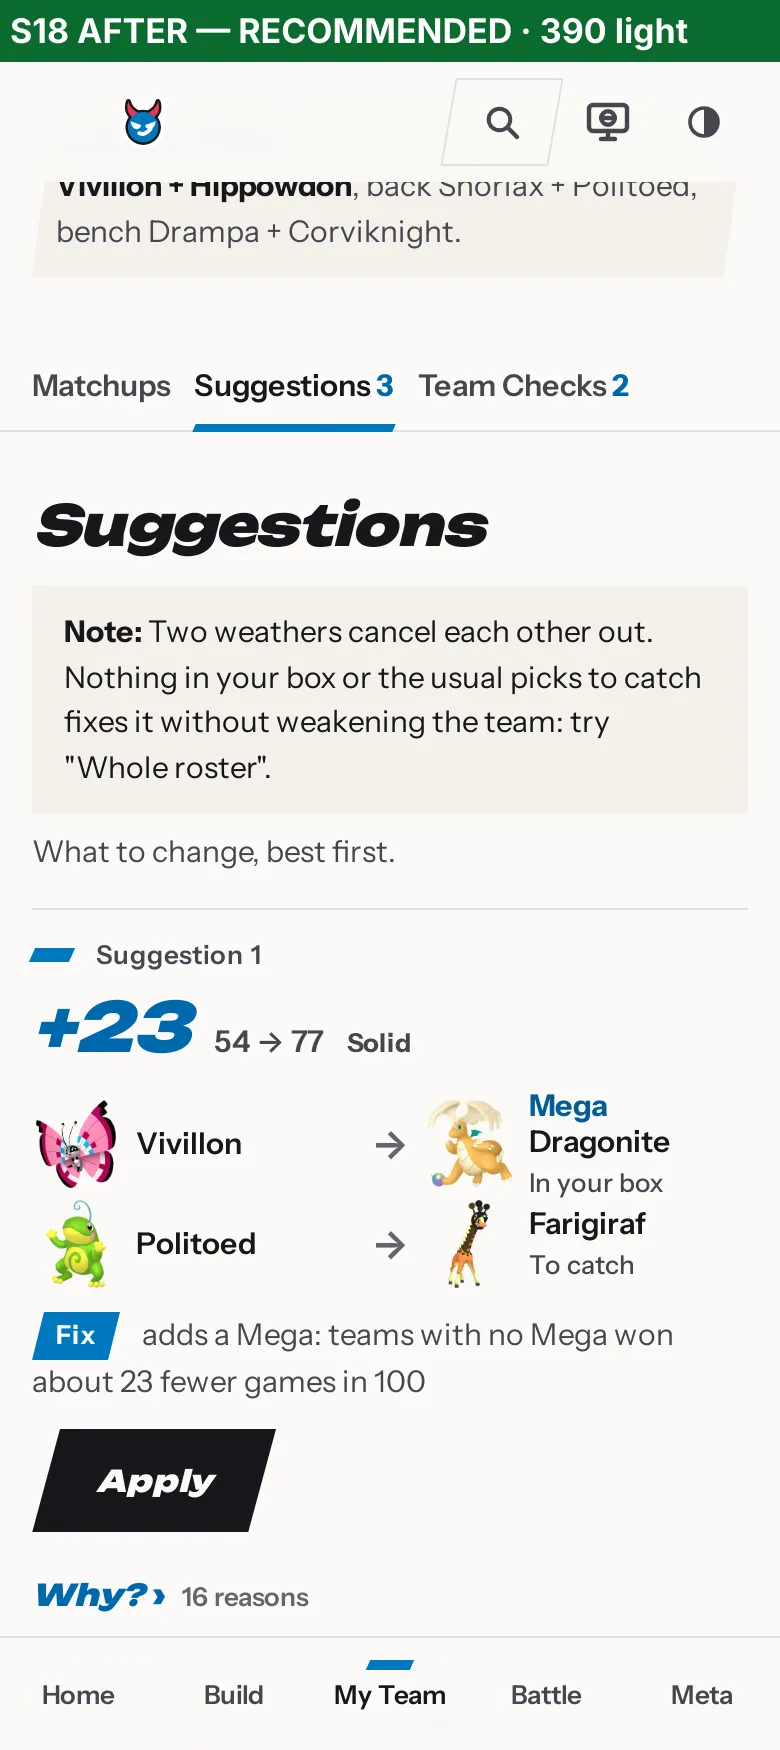 S18 AFTER — RECOMMENDED · 390 light
Vivillon + Hippowdon, back Snorlax + Politoed,
bench Drampa + Corviknight.
Matchups Suggestions 3 Team Checks 2
Suggestions
Note: Two weathers cancel each other out.
Nothing in your box or the usual picks to catch
fixes it without weakening the team: try
"Whole roster".
What to change, best first.
Suggestion 1
+23 54 → 77 Solid
Vivillon → Mega Dragonite
In your box
Politoed → Farigiraf
To catch
Fix adds a Mega: teams with no Mega won
about 23 fewer games in 100
Apply
Why? › 16 reasons
Home Build My Team Battle Meta